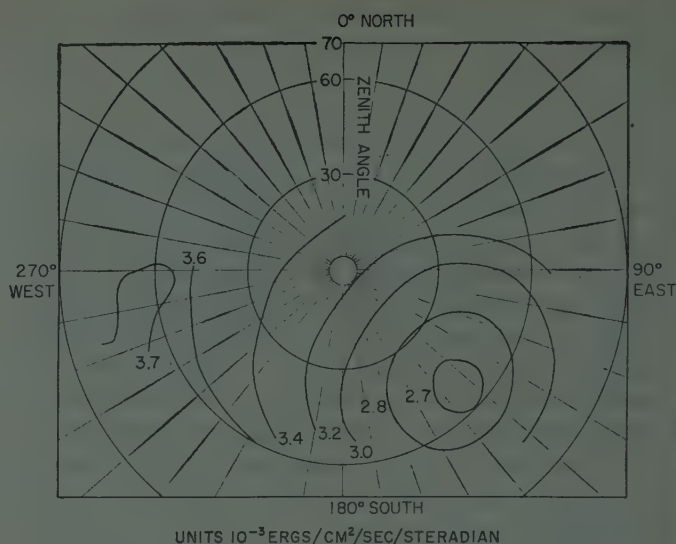 0° NORTH
70
60
ZENITH ANGLE
30
3.6
270°
WEST
90°
EAST
3.7
2.8
2.7
3.4
3.2
3.0
180° SOUTH
UNITS 10⁻³ ERGS/CM²/SEC/STERADIAN